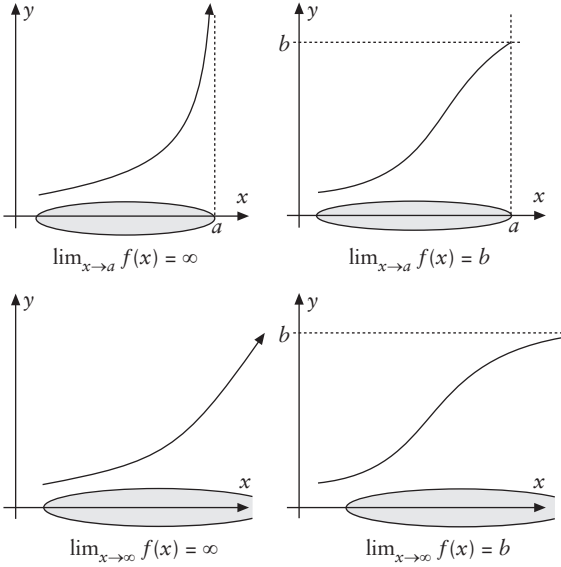 y
x
a
lim_{x→a} f(x) = ∞
y
b
x
a
lim_{x→a} f(x) = b
y
x
lim_{x→∞} f(x) = ∞
y
b
x
lim_{x→∞} f(x) = b